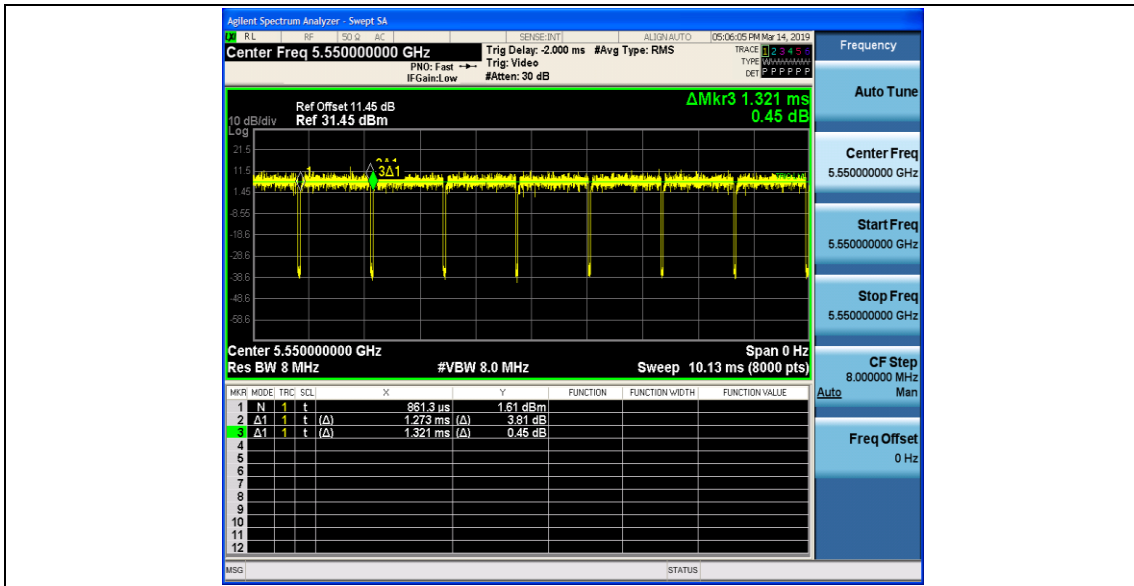 Agilent Spectrum Analyzer - Swept SA
RL RF 50 Ω AC SENSE:INT ALIGNAUTO 05:06:05 PM Mar 14, 2019
Center Freq 5.550000000 GHz
PNO: Fast
IFGain:Low
Trig Delay: -2.000 ms #Avg Type: RMS
Trig: Video
#Atten: 30 dB
TRACE 1 2 3 4 5 6
TYPE
DET P P P P P P
Frequency
Auto Tune
Center Freq
5.550000000 GHz
Start Freq
5.550000000 GHz
Stop Freq
5.550000000 GHz
CF Step
8.000000 MHz
Auto Man
Freq Offset
0 Hz
ΔMkr3 1.321 ms
0.45 dB
Ref Offset 11.45 dB
10 dB/div Ref 31.45 dBm
Log
21.5
11.5
1.45
-8.55
-18.6
-28.6
-38.6
-48.6
-58.6
1
3Δ1
Center 5.550000000 GHz Span 0 Hz
Res BW 8 MHz #VBW 8.0 MHz Sweep 10.13 ms (8000 pts)
MKR MODE TRC SCL X Y FUNCTION FUNCTION WIDTH FUNCTION VALUE
1 N 1 t 861.3 µs 1.61 dBm
2 Δ1 1 t (Δ) 1.273 ms (Δ) 3.81 dB
3 Δ1 1 t (Δ) 1.321 ms (Δ) 0.45 dB
4
5
6
7
8
9
10
11
12
MSG STATUS